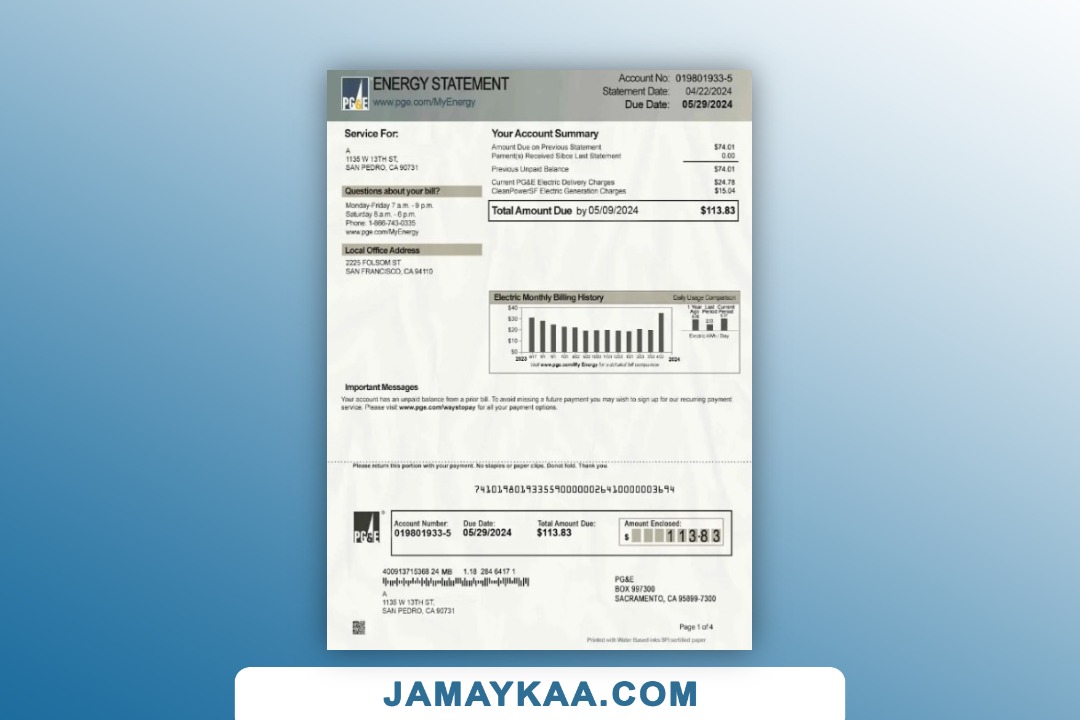 PG&E
ENERGY STATEMENT
www.pge.com/MyEnergy
Account No: 019801933-5
Statement Date: 04/22/2024
Due Date: 05/29/2024
Service For:
A
1135 W 13TH ST,
SAN PEDRO, CA 90731
Questions about your bill?
Monday-Friday 7 a.m. - 9 p.m.
Saturday 8 a.m. - 6 p.m.
Phone: 1-866-743-0335
www.pge.com/MyEnergy
Local Office Address
2225 FOLSOM ST
SAN FRANCISCO, CA 94110
Your Account Summary
Amount Due on Previous Statement $74.01
Pament(s) Received Sibce Last Statement 0.00
Previous Unpaid Balance $74.01
Current PG&E Electric Delivery Charges $24.78
CleanPowerSF Electric Generation Charges $15.04
Total Amount Due by 05/09/2024 $113.83
Electric Monthly Billing History
Daily Usage Comparison
$40
$30
$20
$10
$0
2023
2024
1 Year Ago
Last Period
Current Period
Electric kWh / Day
Visit www.pge.com/My Energy for a detailed bill comparison
Important Messages
Your account has an unpaid balance from a prior bill. To avoid missing a future payment you may wish to sign up for our recurring payment
service. Please visit www.pge.com/waystopay for all your payment options.
Please return this portion with your payment. No staples or paper clips. Donot fold. Thank you.
74101980193355900000026410000003694
PG&E
Account Number: Due Date: Total Amount Due: Amount Enclosed:
019801933-5 05/29/2024 $113.83 $ 113.83
400913715368 24 MB 1.18 284 6417 1
A
1135 W 13TH ST,
SAN PEDRO, CA 90731
PG&E
BOX 997300
SACRAMENTO, CA 95899-7300
Page 1 of 4
Printed with Water Based inks SPI certified paper
JAMAYKAA.COM